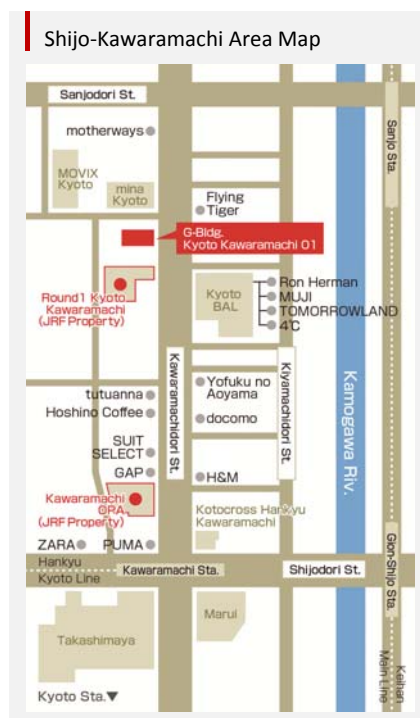 Shijo-Kawaramachi Area Map
Sanjodori St.
Sanjo Sta.
motherways
MOVIX
Kyoto
mina
Kyoto
Flying
Tiger
G-Bldg.
Kyoto Kawaramachi 01
Round1 Kyoto
Kawaramachi
(JRF Property)
Kyoto
BAL
Ron Herman
MUJI
TOMORROWLAND
4℃
Kawaramachidori St.
Kiyamachidori St.
Kamogawa Riv.
tutuanna
Hoshino Coffee
SUIT
SELECT
GAP
Yofuku no
Aoyama
docomo
H&M
Kawaramachi
OPA
(JRF Property)
Kotocross Hankyu
Kawaramachi
ZARA
PUMA
Hankyu
Kyoto Line
Kawaramachi Sta.
Shijodori St.
Gion-Shijo Sta.
Takashimaya
Marui
Kyoto Sta.▼
Keihan
Main Line